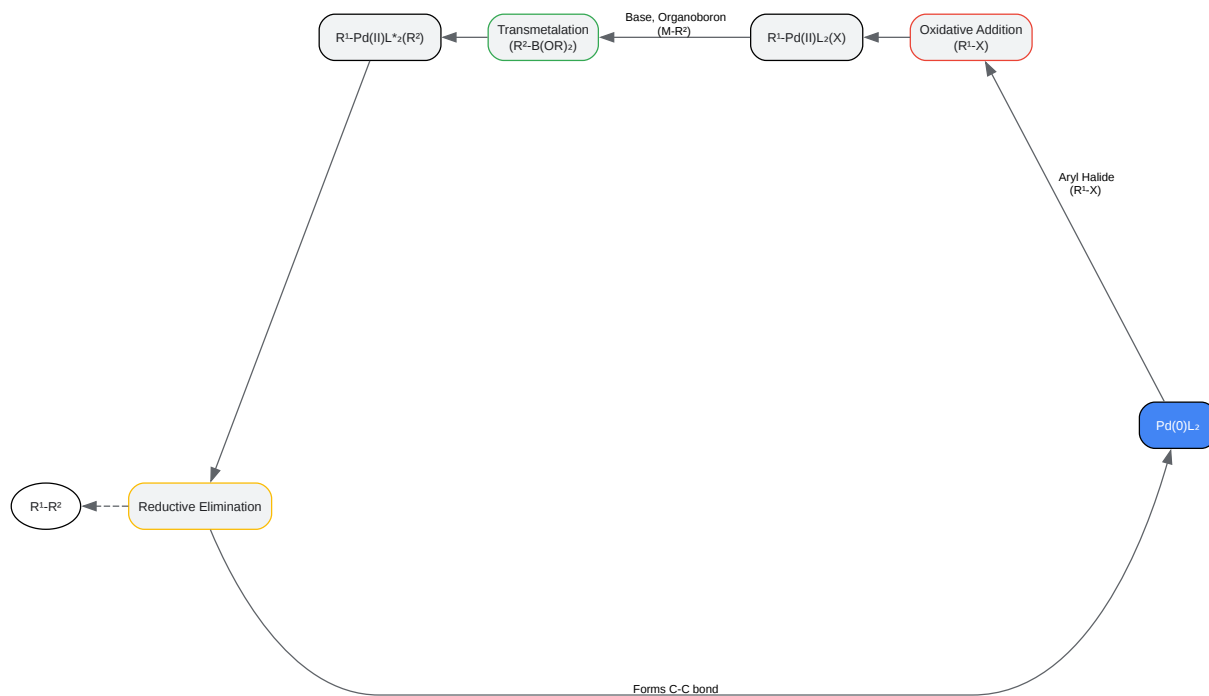 R¹-Pd(II)L*₂(R²)
Transmetalation
(R²-B(OR)₂)
Base, Organoboron
(M-R²)
R¹-Pd(II)L₂(X)
Oxidative Addition
(R¹-X)
Aryl Halide
(R¹-X)
Pd(0)L₂
R¹-R²
Reductive Elimination
Forms C-C bond